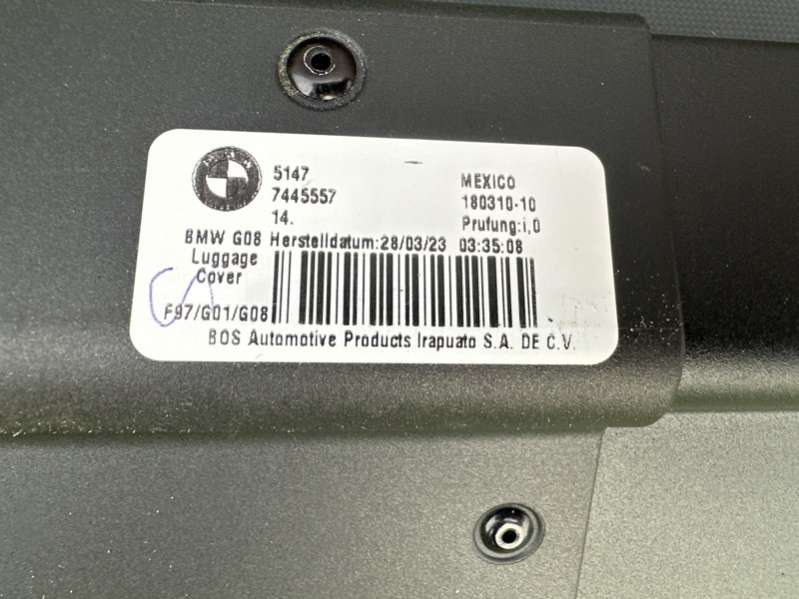 5147
7445557
14.
MEXICO
180310-10
Prufung:i,0
BMW G08 Herstelldatum:28/03/23 03:35:08
Luggage
Cover
F97/G01/G08
BOS Automotive Products Irapuato S.A. DE C.V.